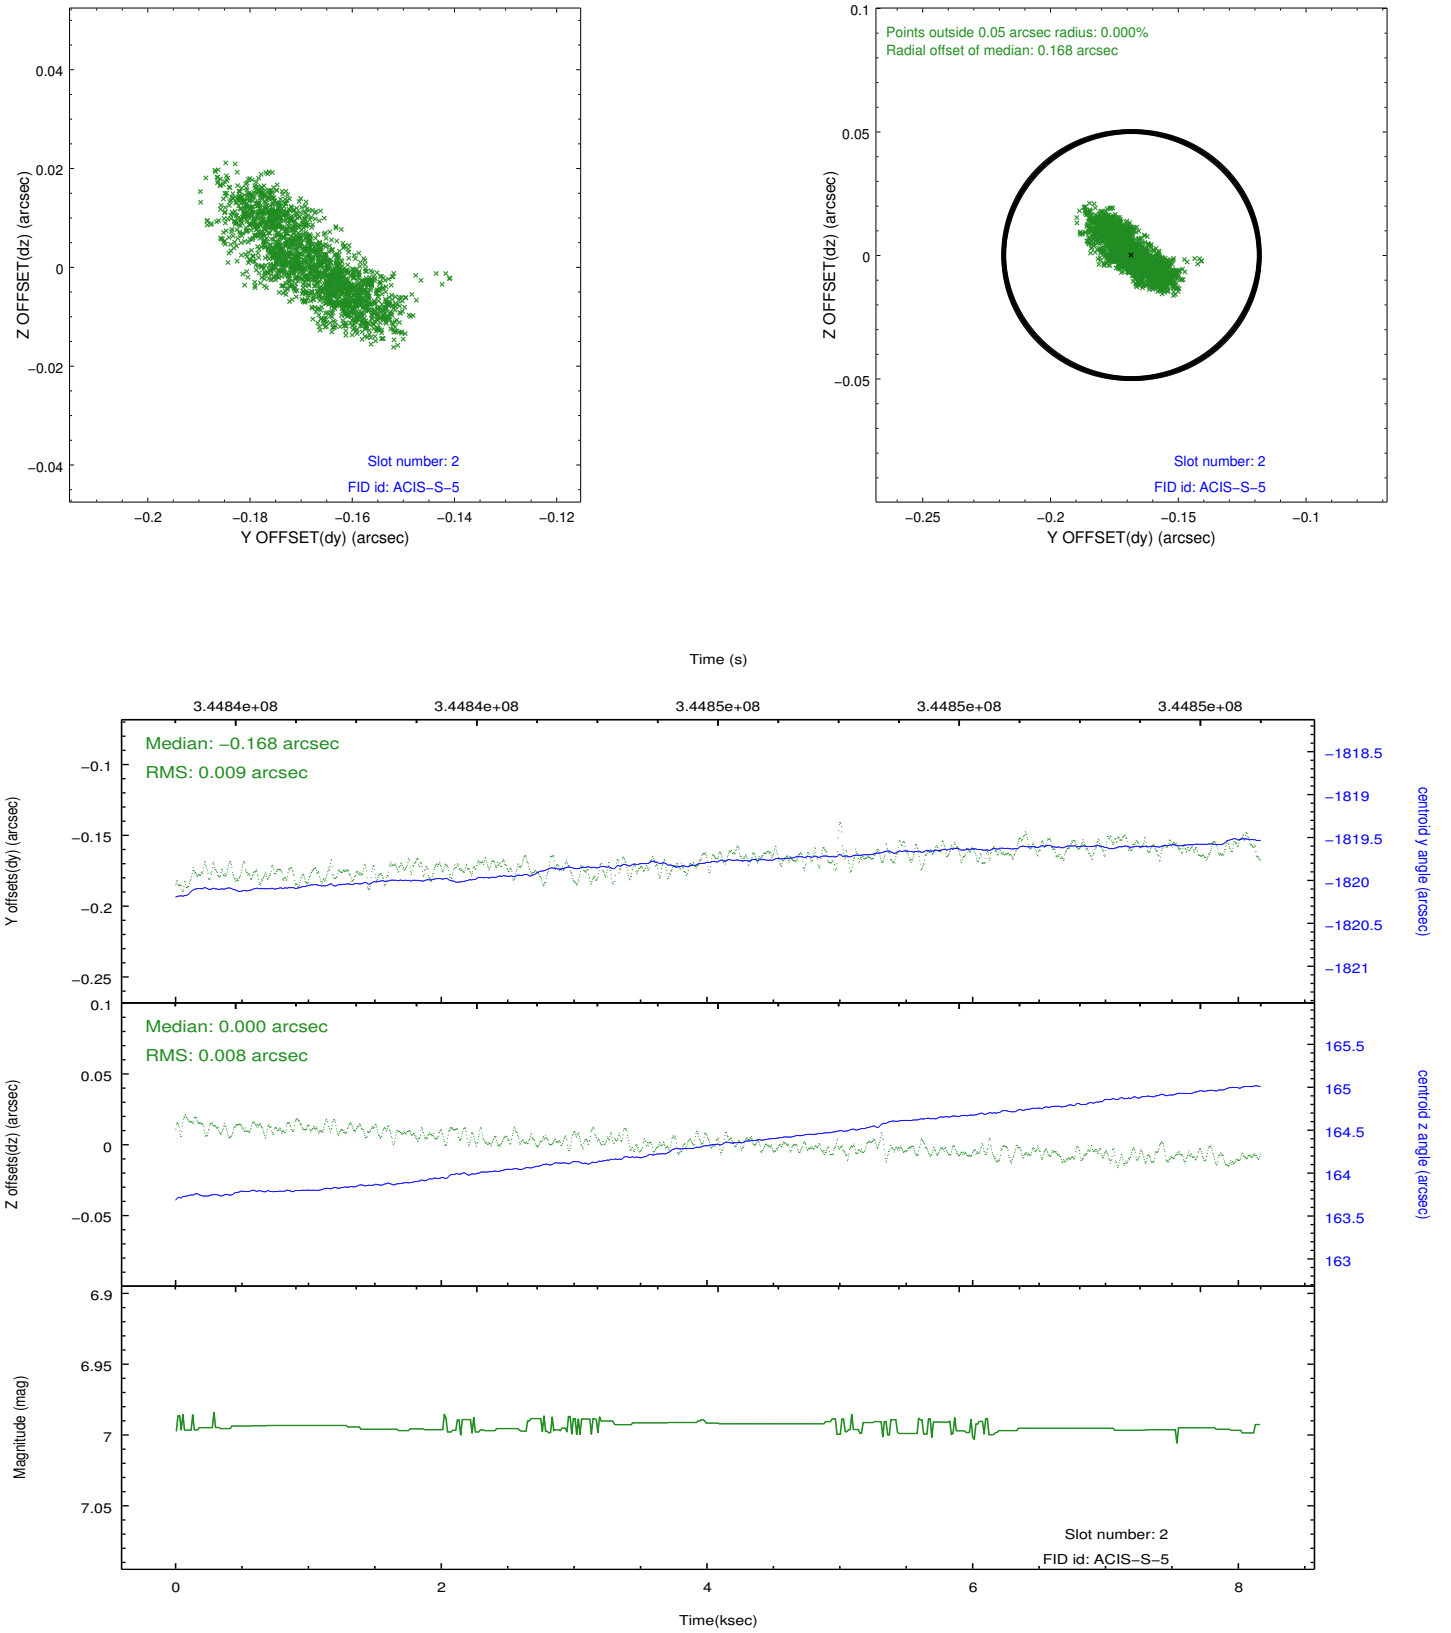 0.04
0.02
0
−0.02
−0.04
Z OFFSET(dz) (arcsec)
Slot number: 2
FID id: ACIS−S−5
−0.2
−0.18
−0.16
−0.14
−0.12
Y OFFSET(dy) (arcsec)
0.1
0.05
0
−0.05
Z OFFSET(dz) (arcsec)
Points outside 0.05 arcsec radius: 0.000%
Radial offset of median: 0.168 arcsec
Slot number: 2
FID id: ACIS−S−5
−0.25
−0.2
−0.15
−0.1
Y OFFSET(dy) (arcsec)
Time (s)
3.4484e+08
3.4484e+08
3.4485e+08
3.4485e+08
3.4485e+08
Median: −0.168 arcsec
RMS: 0.009 arcsec
−0.1
−0.15
−0.2
−0.25
Y offsets(dy) (arcsec)
−1818.5
−1819
−1819.5
−1820
−1820.5
−1821
centroid y angle (arcsec)
Median: 0.000 arcsec
RMS: 0.008 arcsec
0.1
0.05
0
−0.05
Z offsets(dz) (arcsec)
165.5
165
164.5
164
163.5
163
centroid z angle (arcsec)
6.9
6.95
7
7.05
Magnitude (mag)
Slot number: 2
FID id: ACIS−S−5
0
2
4
6
8
Time(ksec)